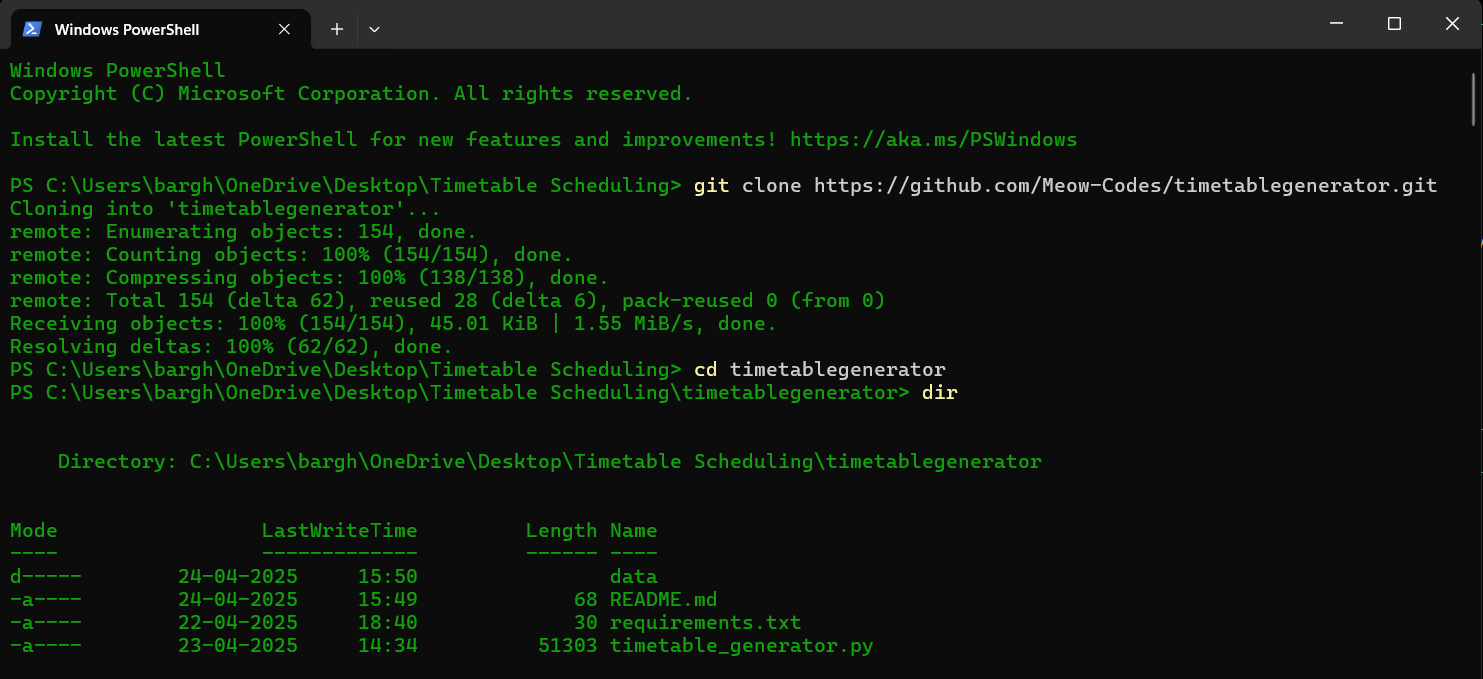 Windows PowerShell
Windows PowerShell
Copyright (C) Microsoft Corporation. All rights reserved.
Install the latest PowerShell for new features and improvements! https://aka.ms/PSWindows
PS C:\Users\bargh\OneDrive\Desktop\Timetable Scheduling> git clone https://github.com/Meow-Codes/timetablegenerator.git
Cloning into 'timetablegenerator'...
remote: Enumerating objects: 154, done.
remote: Counting objects: 100% (154/154), done.
remote: Compressing objects: 100% (138/138), done.
remote: Total 154 (delta 62), reused 28 (delta 6), pack-reused 0 (from 0)
Receiving objects: 100% (154/154), 45.01 KiB | 1.55 MiB/s, done.
Resolving deltas: 100% (62/62), done.
PS C:\Users\bargh\OneDrive\Desktop\Timetable Scheduling> cd timetablegenerator
PS C:\Users\bargh\OneDrive\Desktop\Timetable Scheduling\timetablegenerator> dir
    Directory: C:\Users\bargh\OneDrive\Desktop\Timetable Scheduling\timetablegenerator
Mode                 LastWriteTime         Length Name
----                 -------------         ------ ----
d-----        24-04-2025     15:50                data
-a----        24-04-2025     15:49             68 README.md
-a----        22-04-2025     18:40             30 requirements.txt
-a----        23-04-2025     14:34          51303 timetable_generator.py